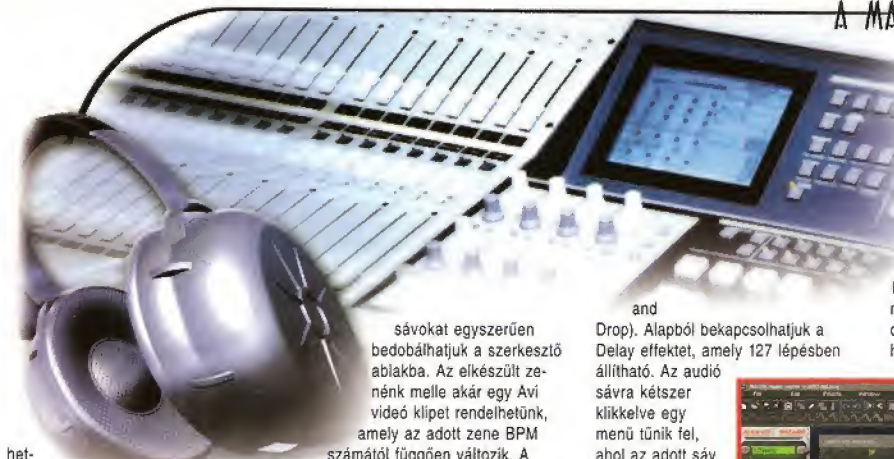 A MA
het-
sávokat egyszerűen
bedobálhatjuk a szerkesztő
ablakba. Az elkészült ze-
nénk melle akár egy Avi
videó klipet rendelhetünk,
amely az adott zene BPM
számától függően változik. A
and
Drop). Alapból bekapcsolhatjuk a
Delay effektet, amely 127 lépésben
állítható. Az audió
sávra kétszer
klikkelve egy
menü tűnik fel,
ahol az adott sáv